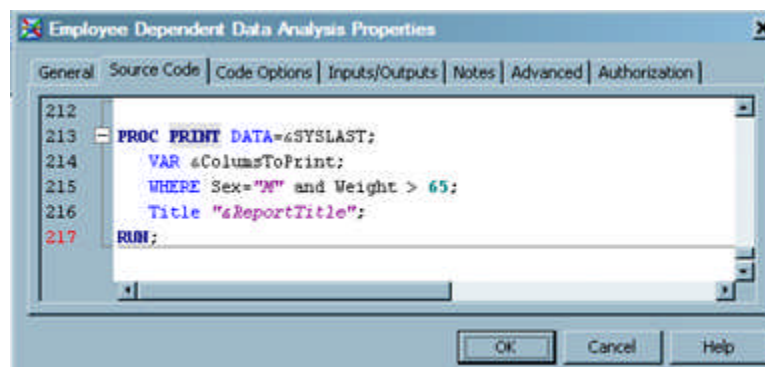 Employee Dependent Data Analysis Properties
General Source Code Code Options Inputs/Outputs Notes Advanced Authorization
212
213 PROC PRINT DATA=&SYSLAST;
214 VAR &ColumsToPrint;
215 WHERE Sex="M" and Weight > 65;
216 Title "&ReportTitle";
217 RUN;
OK Cancel Help